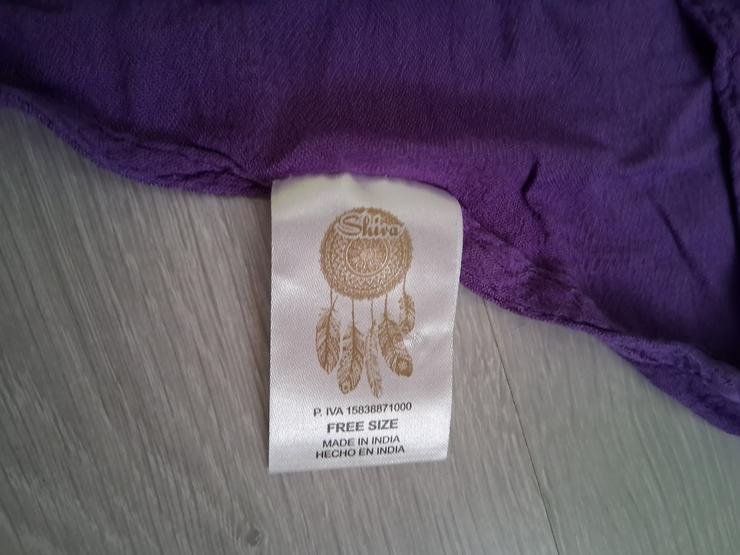 Shiva
P. IVA 15838871000
FREE SIZE
MADE IN INDIA
HECHO EN INDIA